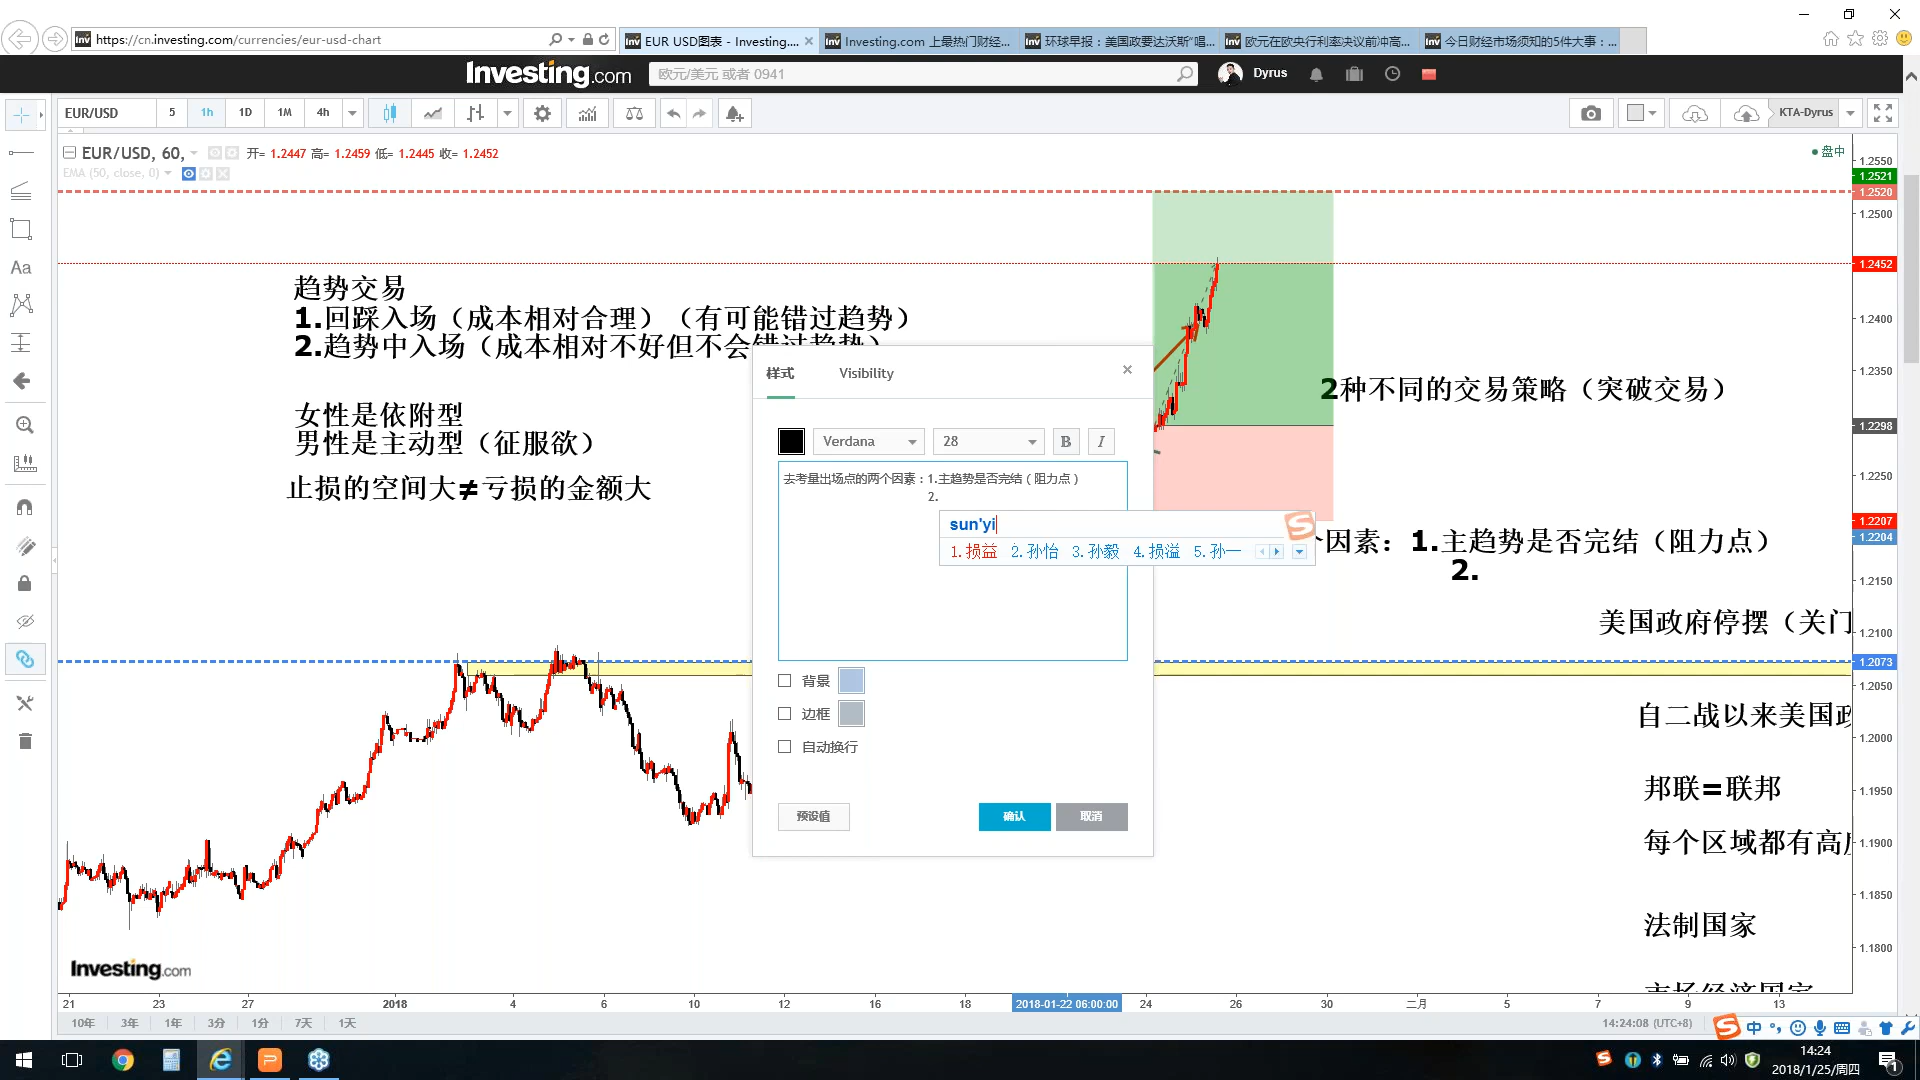 https://cn.investing.com/currencies/eur-usd-chart
EUR USD图表 - Investing....
Investing.com 上最热门财经...
环球早报：美国政要达沃斯"唱...
欧元在欧央行利率决议前冲高...
今日财经市场须知的5件大事：...
Investing.com
欧元/美元 或者 0941
Dyrus
EUR/USD
5
1h
1D
1M
4h
KTA-Dyrus
EUR/USD, 60,
开= 1.2447 高= 1.2459 低= 1.2445 收= 1.2452
EMA (50, close, 0)
盘中
趋势交易
1.回踩入场（成本相对合理）（有可能错过趋势）
2.趋势中入场（成本相对不好但不会错过趋势）
女性是依附型
男性是主动型（征服欲）
止损的空间大≠亏损的金额大
2种不同的交易策略（突破交易）
因素：1.主趋势是否完结（阻力点）
2.
美国政府停摆（关门
自二战以来美国政
邦联=联邦
每个区域都有高度
法制国家
样式
Visibility
Verdana
28
B
I
去考量出场点的两个因素：1.主趋势是否完结（阻力点）
2.
sun'yi
1.损益 2.孙怡 3.孙毅 4.损溢 5.孙一
背景
边框
自动换行
预设值
确认
取消
1.2550
1.2521
1.2520
1.2500
1.2452
1.2400
1.2350
1.2298
1.2250
1.2207
1.2204
1.2150
1.2100
1.2073
1.2050
1.2000
1.1950
1.1900
1.1850
1.1800
Investing.com
21 23 27 2018 4 6 10 12 16 18 2018-01-22 06:00:00 24 26 30 二月 5 7 9 13
10年 3年 1年 3分 1分 7天 1天
14:24:08 (UTC+8)
中
14:24
2018/1/25/周四
1